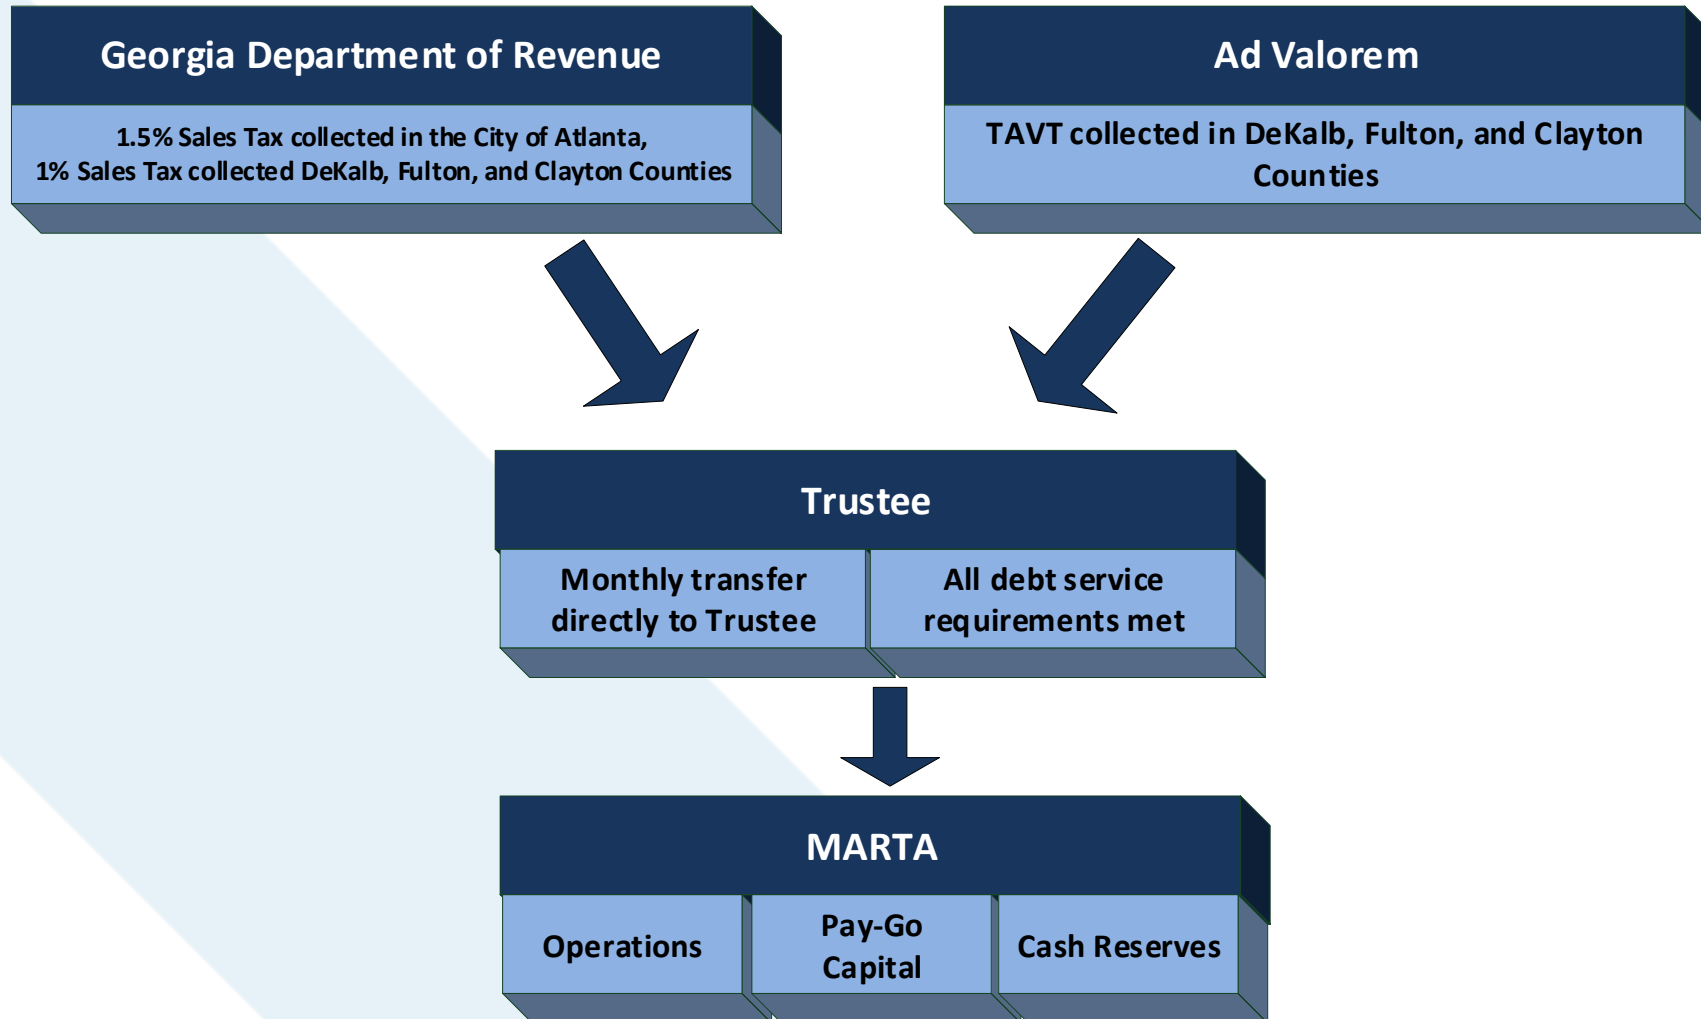 Georgia Department of Revenue
1.5% Sales Tax collected in the City of Atlanta,
1% Sales Tax collected DeKalb, Fulton, and Clayton Counties
Ad Valorem
TAVT collected in DeKalb, Fulton, and Clayton
Counties
Trustee
Monthly transfer
directly to Trustee
All debt service
requirements met
MARTA
Operations
Pay-Go
Capital
Cash Reserves